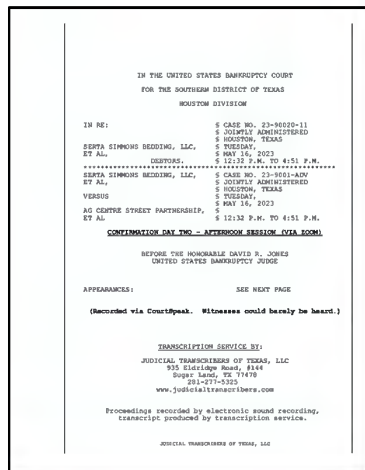 IN THE UNITED STATES BANKRUPTCY COURT
FOR THE SOUTHERN DISTRICT OF TEXAS
HOUSTON DIVISION
IN RE: § CASE NO. 23-90020-11
§ JOINTLY ADMINISTERED
§ HOUSTON, TEXAS
SERTA SIMMONS BEDDING, LLC, § TUESDAY,
ET AL, § MAY 16, 2023
DEBTORS. § 12:32 P.M. TO 4:51 P.M.
SERTA SIMMONS BEDDING, LLC, § CASE NO. 23-9001-ADV
ET AL, § JOINTLY ADMINISTERED
§ HOUSTON, TEXAS
VERSUS § TUESDAY,
§ MAY 16, 2023
AG CENTRE STREET PARTNERSHIP, §
ET AL § 12:32 P.M. TO 4:51 P.M.
CONFIRMATION DAY TWO - AFTERNOON SESSION (VIA ZOOM)
BEFORE THE HONORABLE DAVID R. JONES
UNITED STATES BANKRUPTCY JUDGE
APPEARANCES: SEE NEXT PAGE
(Recorded via CourtSpeak. Witnesses could barely be heard.)
TRANSCRIPTION SERVICE BY:
JUDICIAL TRANSCRIBERS OF TEXAS, LLC
935 Eldridge Road, #144
Sugar Land, TX 77478
281-277-5325
www.judicialtranscribers.com
Proceedings recorded by electronic sound recording,
transcript produced by transcription service.
JUDICIAL TRANSCRIBERS OF TEXAS, LLC